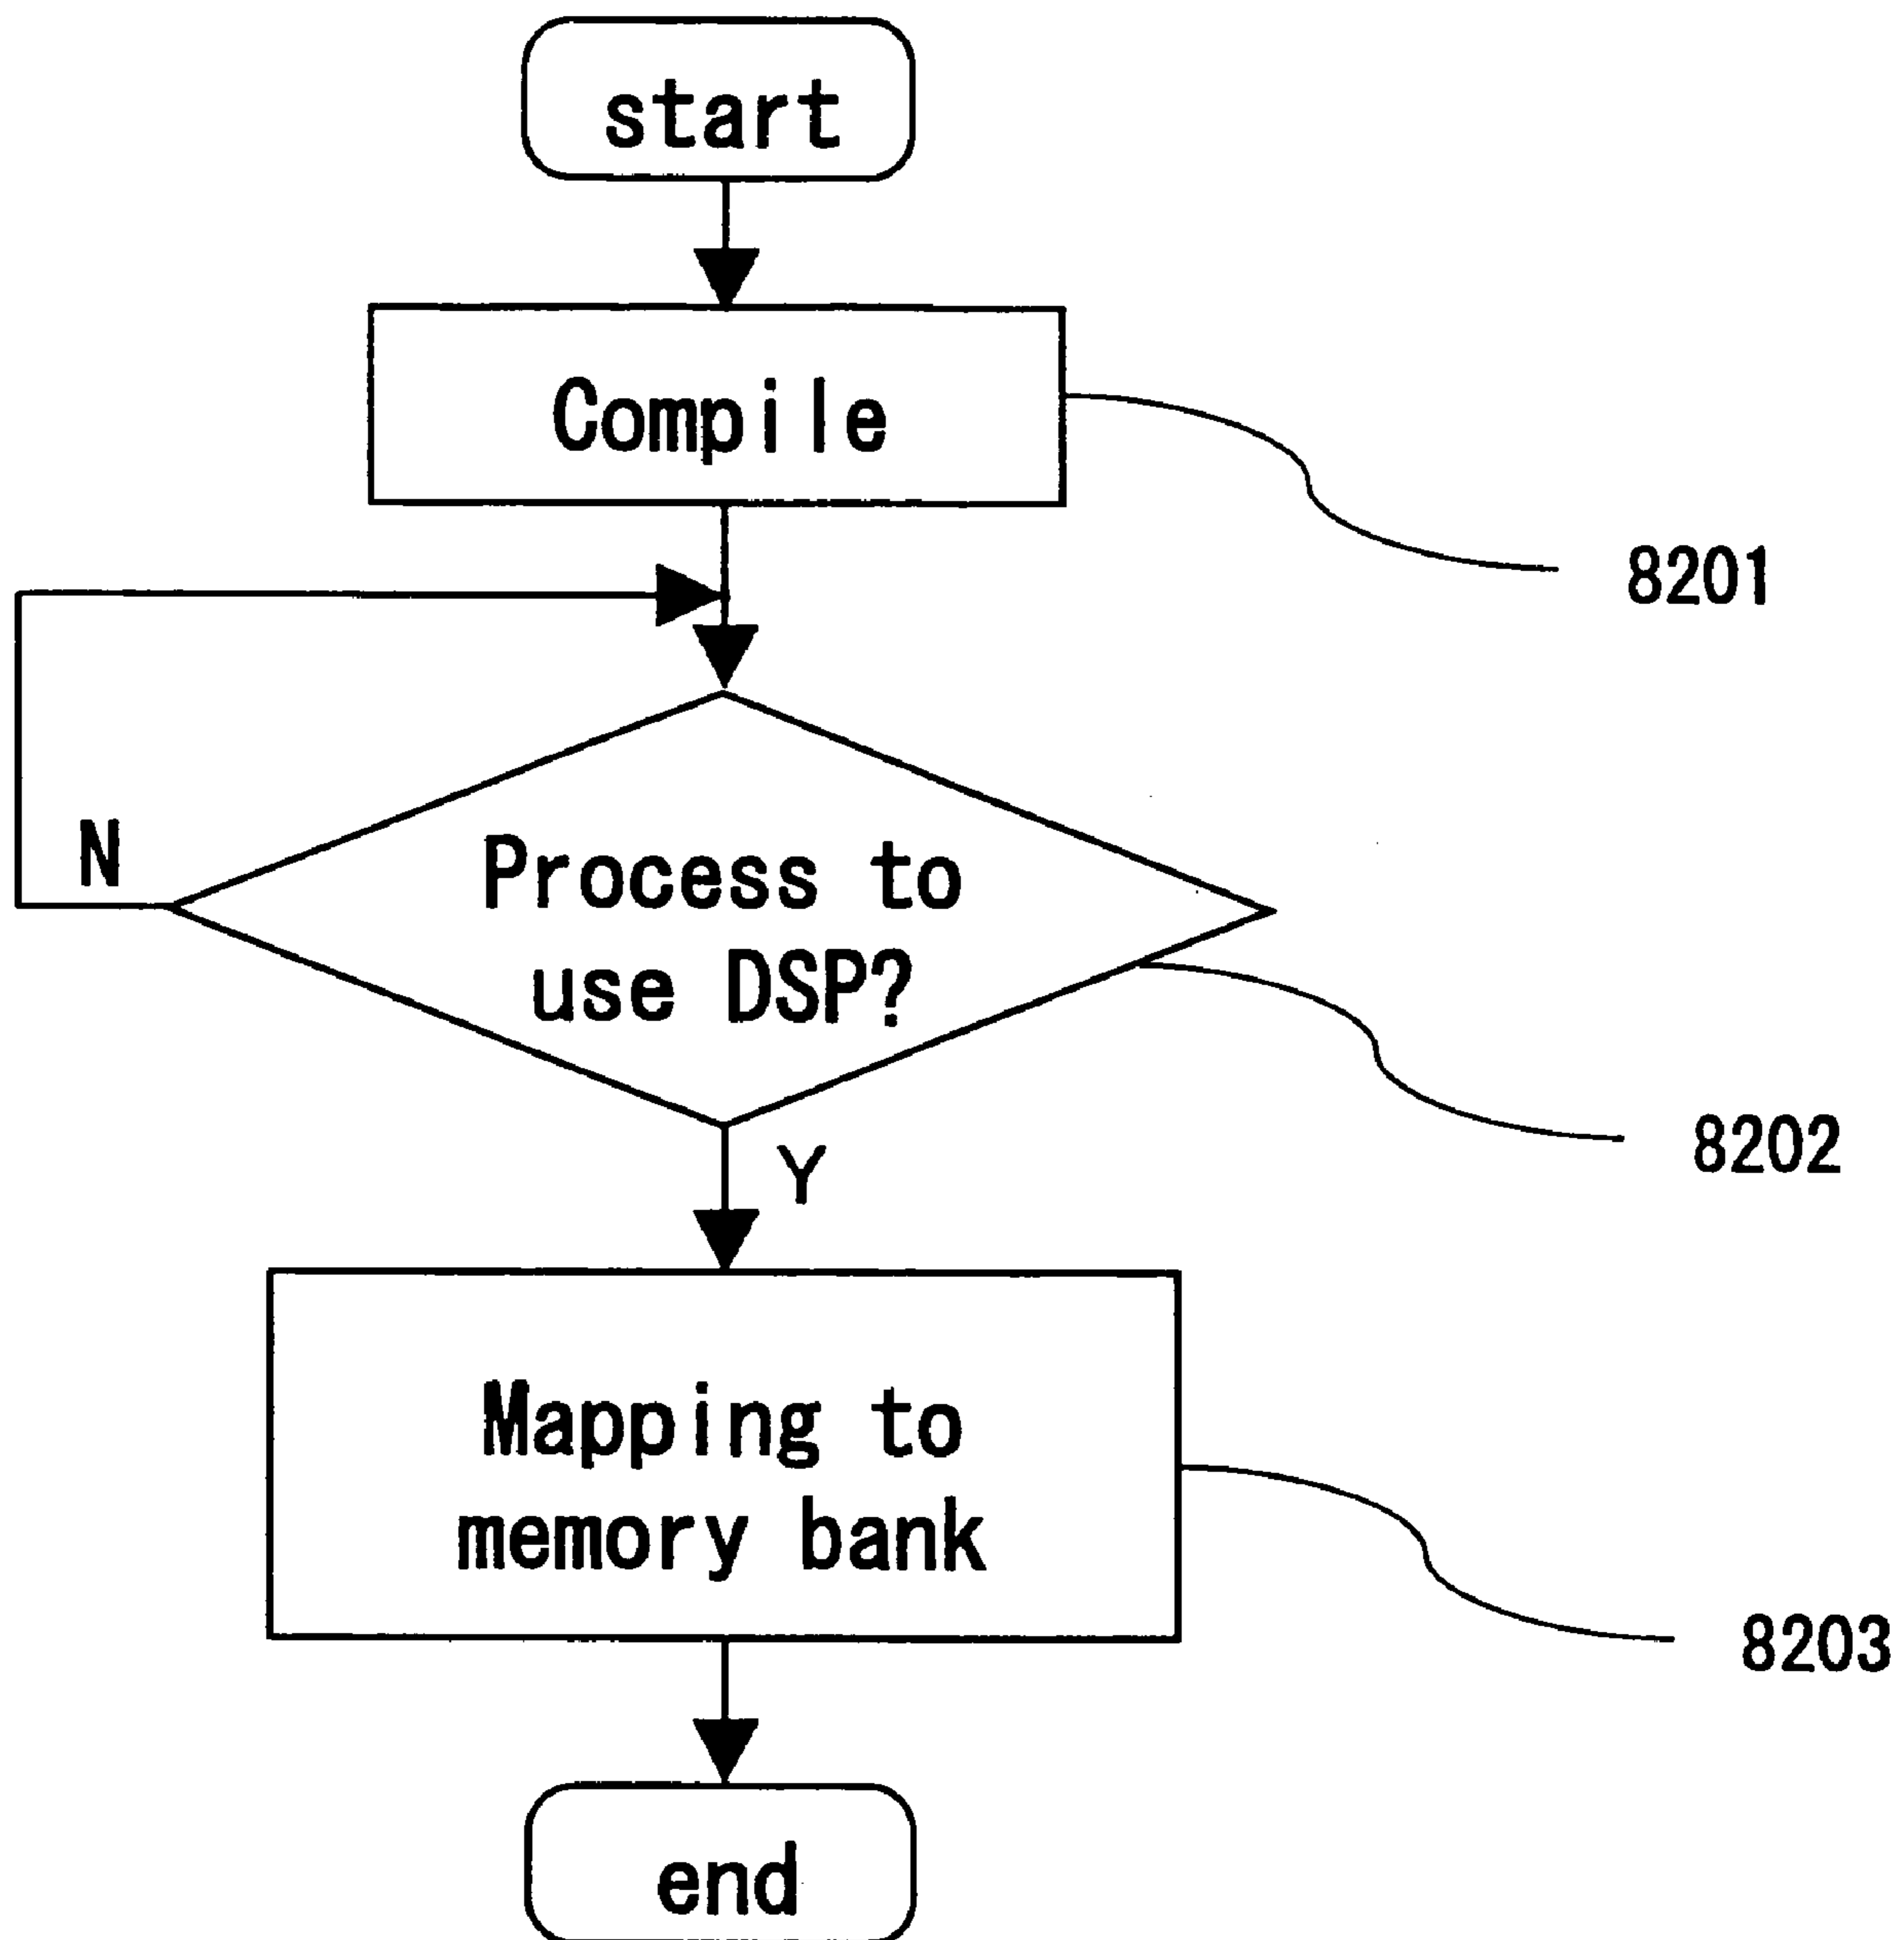 start
Compile
8201
N
Process to
use DSP?
8202
Y
Mapping to
memory bank
8203
end